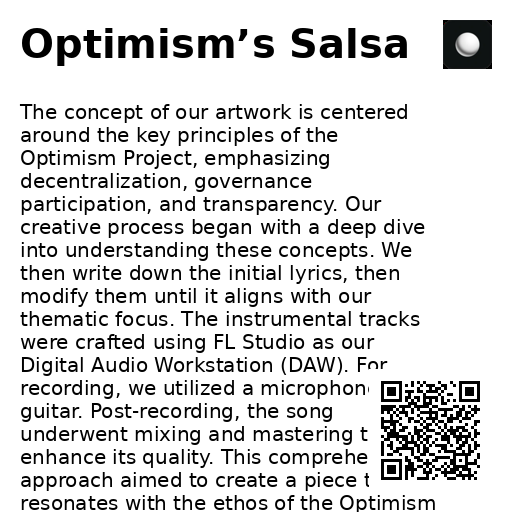 Optimism’s Salsa
The concept of our artwork is centered
around the key principles of the
Optimism Project, emphasizing
decentralization, governance
participation, and transparency. Our
creative process began with a deep dive
into understanding these concepts. We
then write down the initial lyrics, then
modify them until it aligns with our
thematic focus. The instrumental tracks
were crafted using FL Studio as our
Digital Audio Workstation (DAW). For
recording, we utilized a microphon
guitar. Post-recording, the song
underwent mixing and mastering t
enhance its quality. This comprehe
approach aimed to create a piece t
resonates with the ethos of the Optimism